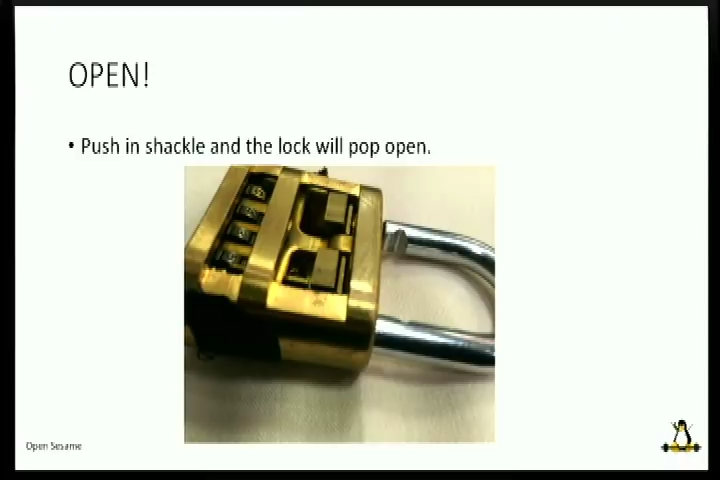 OPEN!
• Push in shackle and the lock will pop open.
Open Sesame